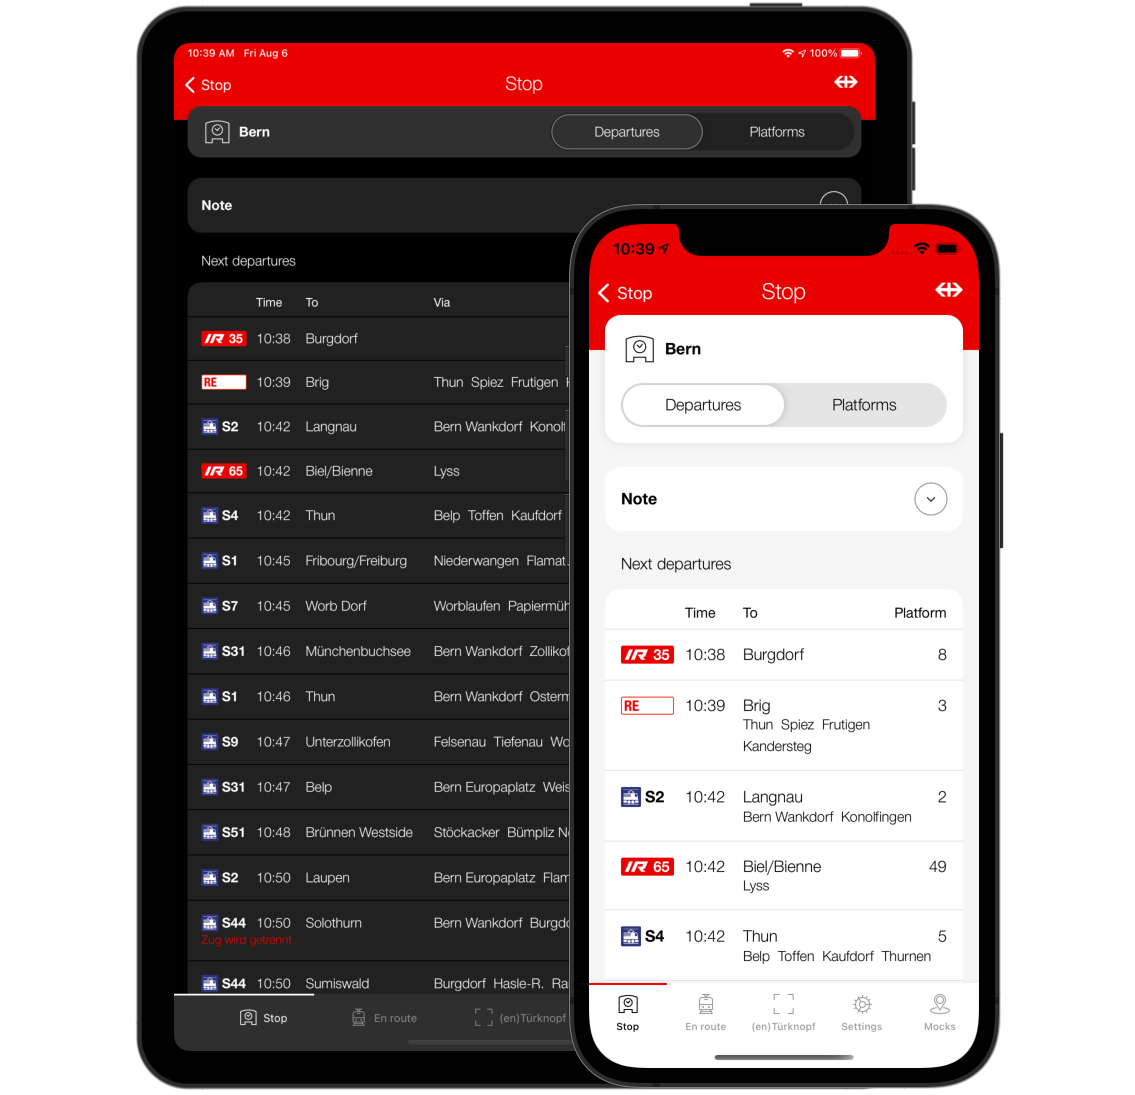 10:39 AM Fri Aug 6 100%
Stop Stop
Bern Departures Platforms
Note
Next departures
Time To Via
IR 35 10:38 Burgdorf
RE 10:39 Brig Thun Spiez Frutigen
S2 10:42 Langnau Bern Wankdorf
IR 65 10:42 Biel/Bienne Lyss
S4 10:42 Thun Belp Toffen Kaufdorf
S1 10:45 Fribourg/Freiburg Niederwangen Flamat...
S7 10:45 Worb Dorf Worblaufen
S31 10:46 Münchenbuchsee Bern Wankdorf
S1 10:46 Thun Bern Wankdorf
S9 10:47 Unterzollikofen Felsenau Tiefenau
S31 10:47 Belp Bern Europaplatz
S51 10:48 Brünnen Westside Stöckacker Bümpliz
S2 10:50 Laupen Bern Europaplatz
S44 10:50 Solothurn Bern Wankdorf
Zug wird getrennt
S44 10:50 Sumiswald Burgdorf Hasle-R.
Stop En route (en)Türknopf
10:39
Stop Stop
Bern
Departures Platforms
Note
Next departures
Time To Platform
IR 35 10:38 Burgdorf 8
RE 10:39 Brig 3
Thun Spiez Frutigen
Kandersteg
S2 10:42 Langnau 2
Bern Wankdorf Konolfingen
IR 65 10:42 Biel/Bienne 49
Lyss
S4 10:42 Thun 5
Belp Toffen Kaufdorf Thurnen
Stop En route (en)Türknopf Settings Mocks